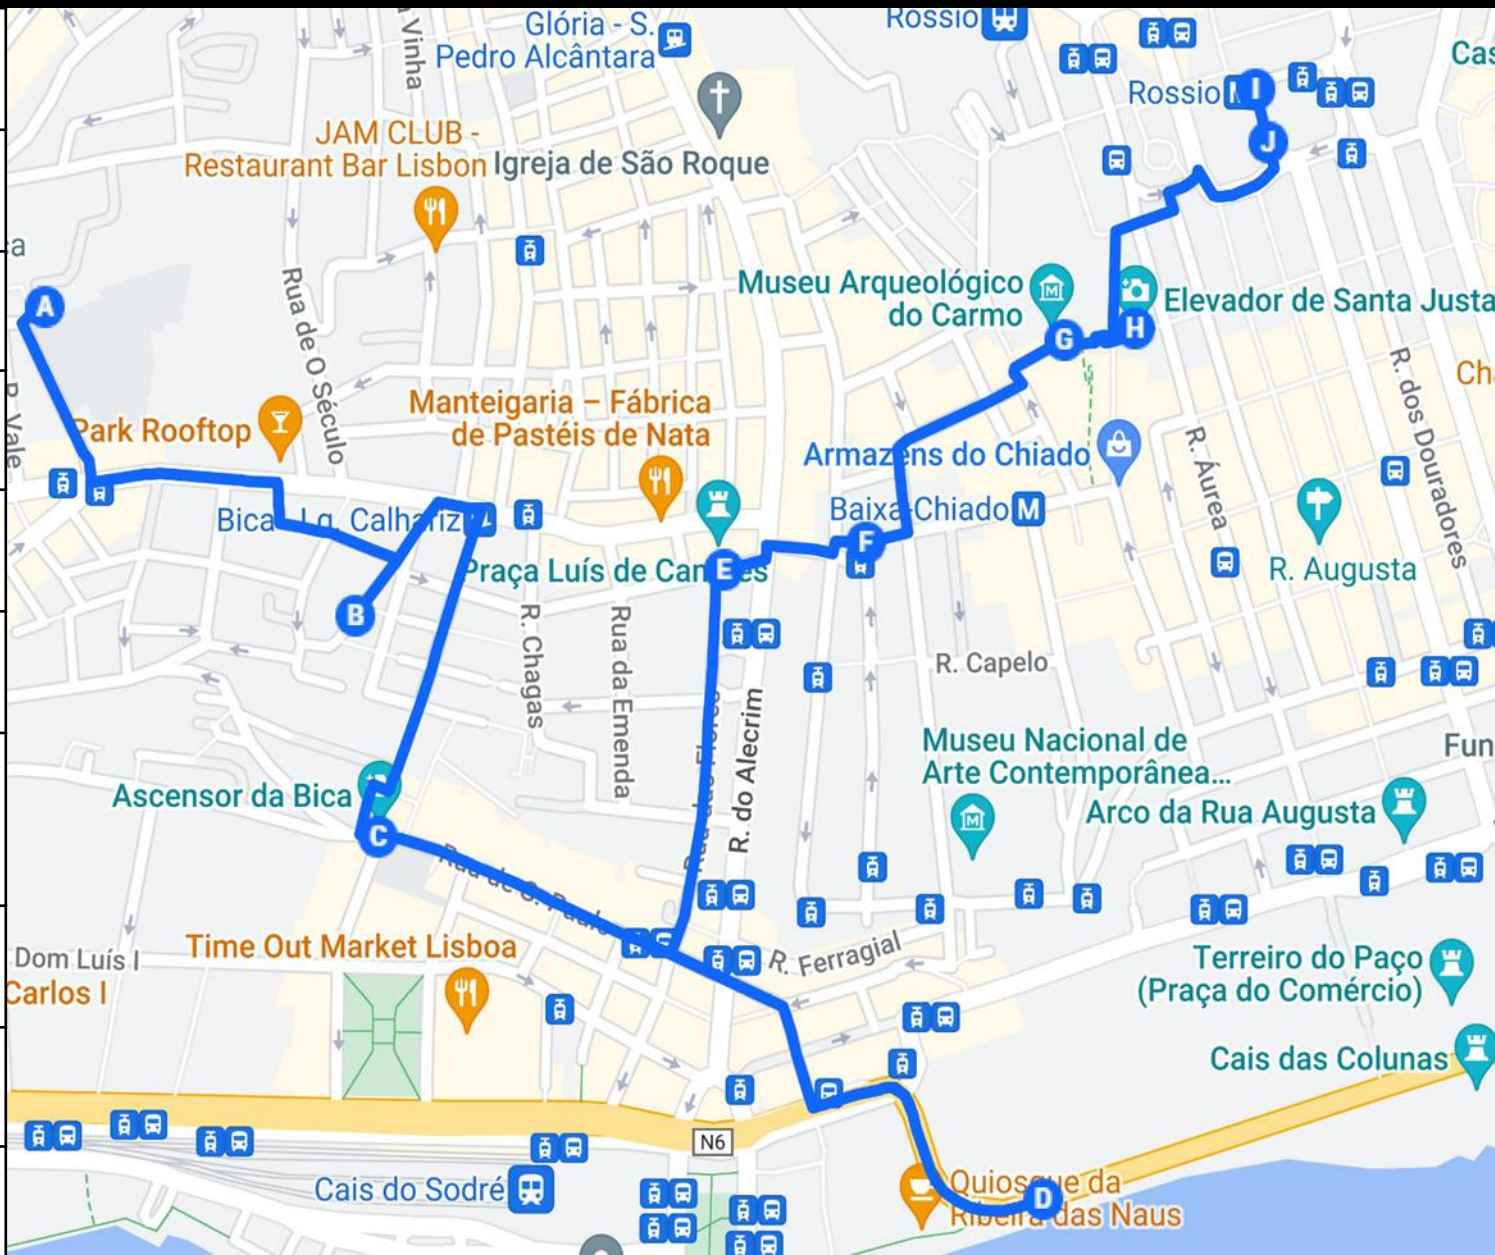 Glória - S.
Pedro Alcântara
Rossio
Vinha
Cas
Rossio
I
J
JAM CLUB -
Restaurant Bar Lisbon
Igreja de São Roque
A
Rua de O Século
Museu Arqueológico
do Carmo
Elevador de Santa Justa
G
H
R. Vale
Park Rooftop
Manteigaria – Fábrica
de Pastéis de Nata
R. dos Douradores
Armazéns do Chiado
R. Áurea
Bica - Lg. Calhariz
Baixa-Chiado M
Praça Luís de Camões
E
F
R. Augusta
B
R. Chagas
Rua da Emenda
R. Capelo
Rua das Flores
R. do Alecrim
Museu Nacional de
Arte Contemporânea...
Fun
Ascensor da Bica
Arco da Rua Augusta
C
Rua de S. Paulo
Dom Luís I
Carlos I
Time Out Market Lisboa
R. Ferragial
Terreiro do Paço
(Praça do Comércio)
Cais das Colunas
N6
Cais do Sodré
Quiosque da
Ribeira das Naus
D